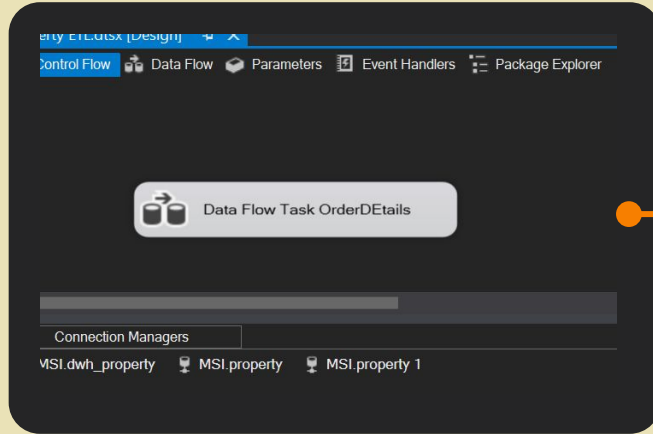 erty ETL.dtsx [Design]
Control Flow Data Flow Parameters Event Handlers Package Explorer
Data Flow Task OrderDEtails
Connection Managers
MSI.dwh_property MSI.property MSI.property 1